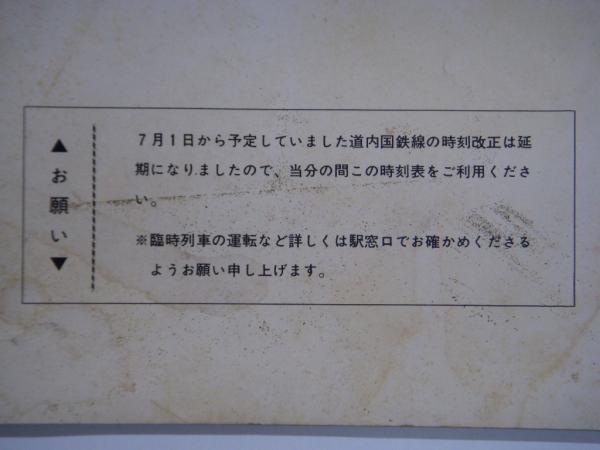 ▲お願い▼
７月１日から予定していました道内国鉄線の時刻改正は延
期になりましたので、当分の間この時刻表をご利用くださ
い。
※臨時列車の運転など詳しくは駅窓口でお確かめくださる
ようお願い申し上げます。